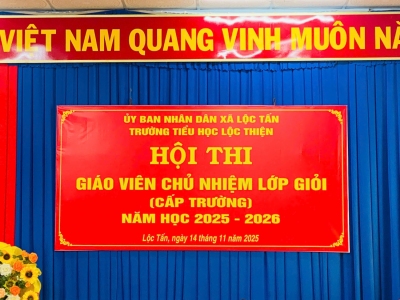 VIỆT NAM QUANG VINH MUÔN NĂ
ỦY BAN NHÂN DÂN XÃ LỘC TẤN
TRƯỜNG TIỂU HỌC LỘC THIỆN
HỘI THI
GIÁO VIÊN CHỦ NHIỆM LỚP GIỎI
(CẤP TRƯỜNG)
NĂM HỌC 2025 - 2026
Lộc Tấn, ngày 14 tháng 11 năm 2025